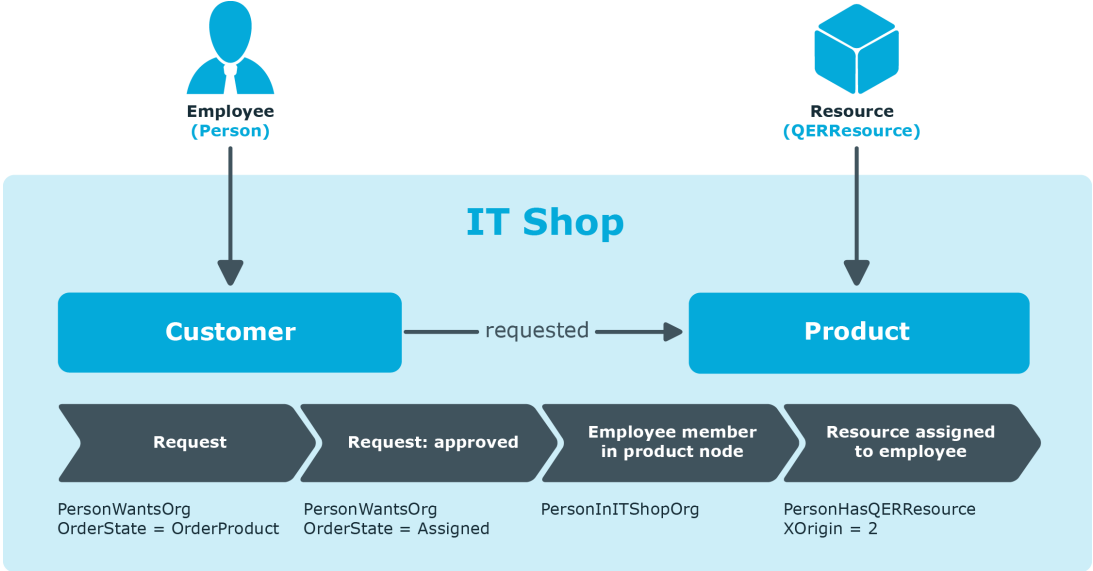 Employee
(Person)
Resource
(QERResource)
IT Shop
Customer
requested
Product
Request
Request: approved
Employee member
in product node
Resource assigned
to employee
PersonWantsOrg
OrderState = OrderProduct
PersonWantsOrg
OrderState = Assigned
PersonInITShopOrg
PersonHasQERResource
XOrigin = 2